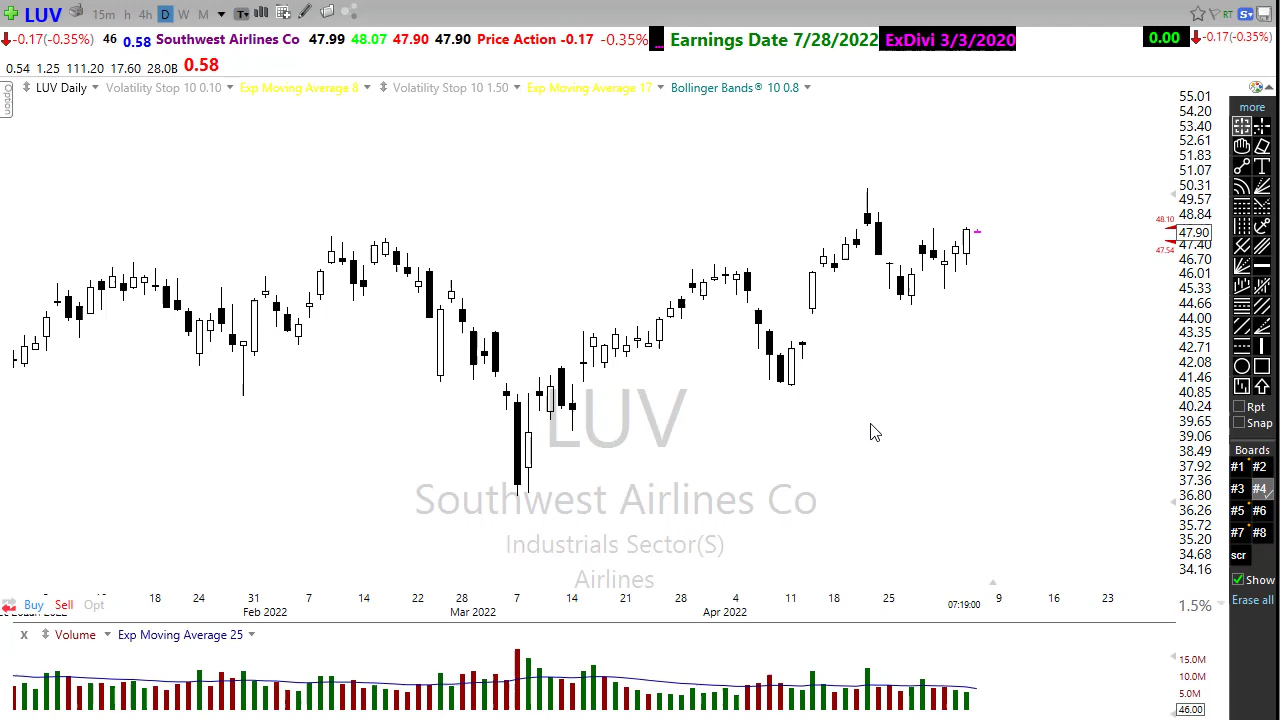 LUV 15m h 4h D W M T RT S
-0.17(-0.35%) 46 0.58 Southwest Airlines Co 47.99 48.07 47.90 47.90 Price Action -0.17 -0.35% Earnings Date 7/28/2022 ExDivi 3/3/2020 0.00 -0.17(-0.35%)
0.54 1.25 111.20 17.60 28.0B 0.58
Option
LUV Daily Volatility Stop 10 0.10 Exp Moving Average 8 Volatility Stop 10 1.50 Exp Moving Average 17 Bollinger Bands® 10 0.8
55.01
54.20
53.40
52.61
51.83
51.07
50.31
49.57
48.84
48.10
47.90
47.40
47.54
46.70
46.01
45.33
44.66
44.00
43.35
42.71
42.08
41.46
40.85
40.24
39.65
39.06
38.49
37.92
37.36
36.80
36.26
35.72
35.20
34.68
34.16
more
T
Rpt
Snap
Boards
#1 #2
#3 #4
#5 #6
#7 #8
scr
Show
Erase all
LUV
Southwest Airlines Co
Industrials Sector(S)
Airlines
18 24 7 14 22 28 7 14 21 28 4 11 18 25 9 16 23
Feb 2022 Mar 2022 Apr 2022 07:19:00
Buy Sell Opt 1.5%
X Volume Exp Moving Average 25
15.0M
10.0M
5.0M
46.00